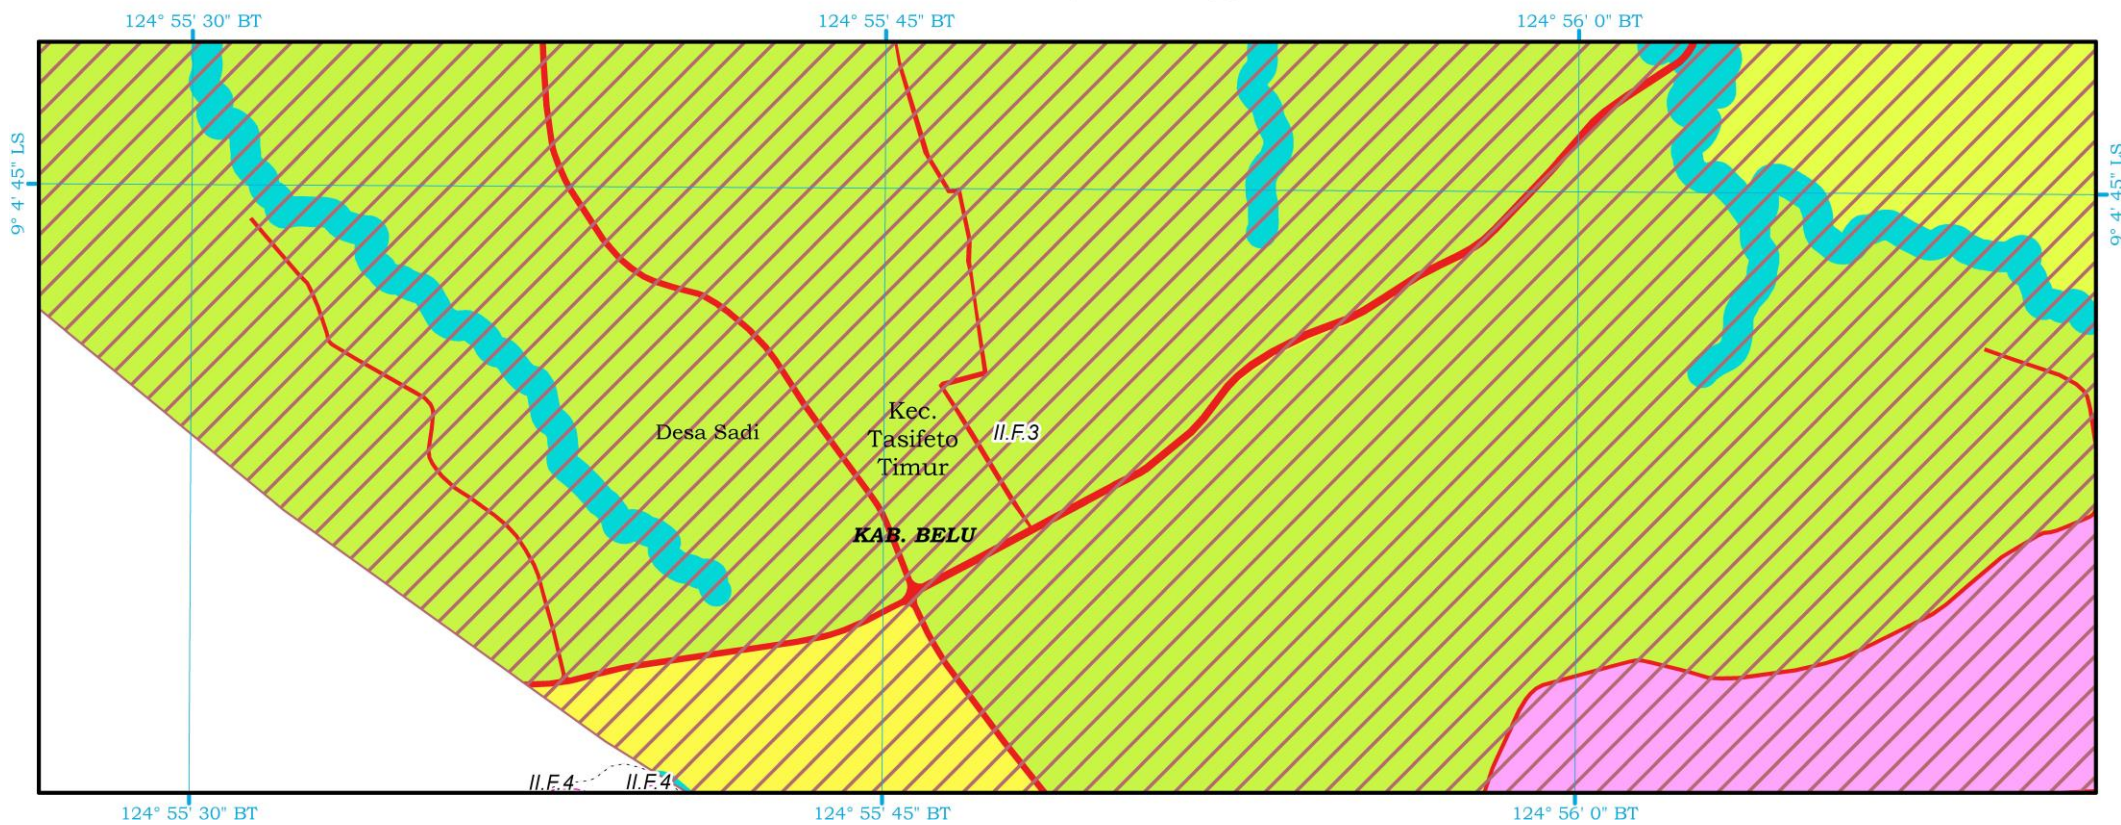 124° 55' 30" BT
124° 55' 45" BT
124° 56' 0" BT
9° 4' 45" LS
9° 4' 45" LS
Desa Sadi
Kec.
Tasifeto
Timur
II.F.3
KAB. BELU
II.F.4
II.F.4
124° 55' 30" BT
124° 55' 45" BT
124° 56' 0" BT